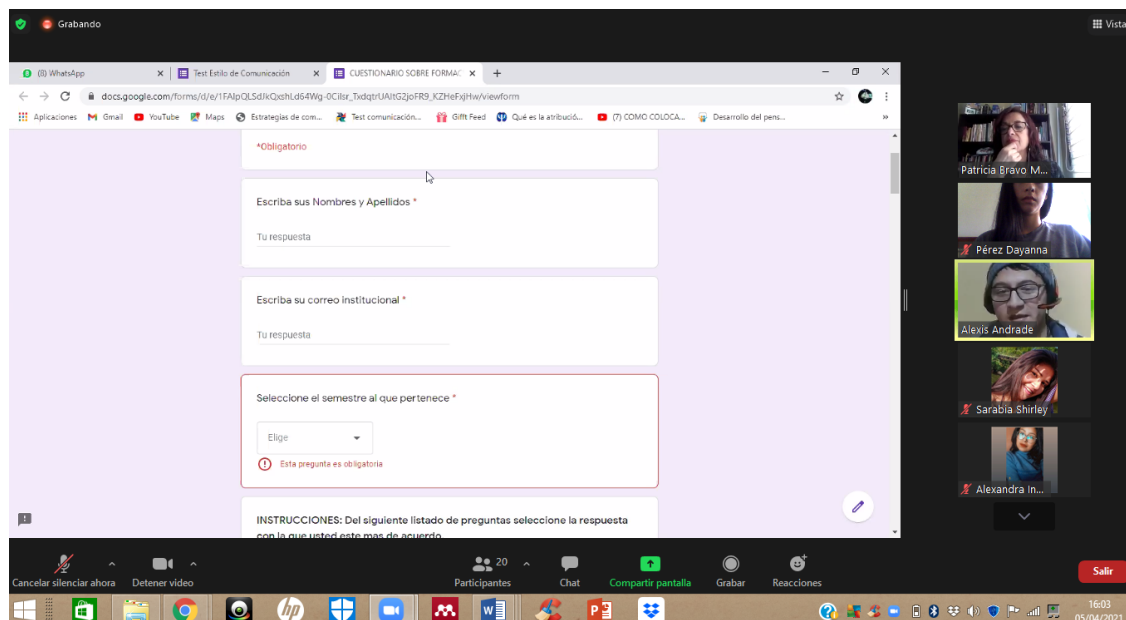 Grabando
Vista
(8) WhatsApp
Test Estilo de Comunicación
CUESTIONARIO SOBRE FORMAC
docs.google.com/forms/d/e/1FAIpQLSdJkQxshLd64Wg-0CiIsr_TxdqtrUAItG2joFR9_KZHeFxjHw/viewform
Aplicaciones
Gmail
YouTube
Maps
Estrategias de com...
Test comunicación...
Gifft Feed
Qué es la atribució...
(7) COMO COLOCA...
Desarrollo del pens...
»
*Obligatorio
Escriba sus Nombres y Apellidos *
Tu respuesta
Escriba su correo institucional *
Tu respuesta
Seleccione el semestre al que pertenece *
Elige
Esta pregunta es obligatoria
INSTRUCCIONES: Del siguiente listado de preguntas seleccione la respuesta
con la que usted este mas de acuerdo
Patricia Bravo M...
Pérez Dayanna
Alexis Andrade
Sarabia Shirley
Alexandra In...
Cancelar silenciar ahora
Detener video
Participantes
20
Chat
Compartir pantalla
Grabar
Reacciones
Salir
16:03
05/04/2021